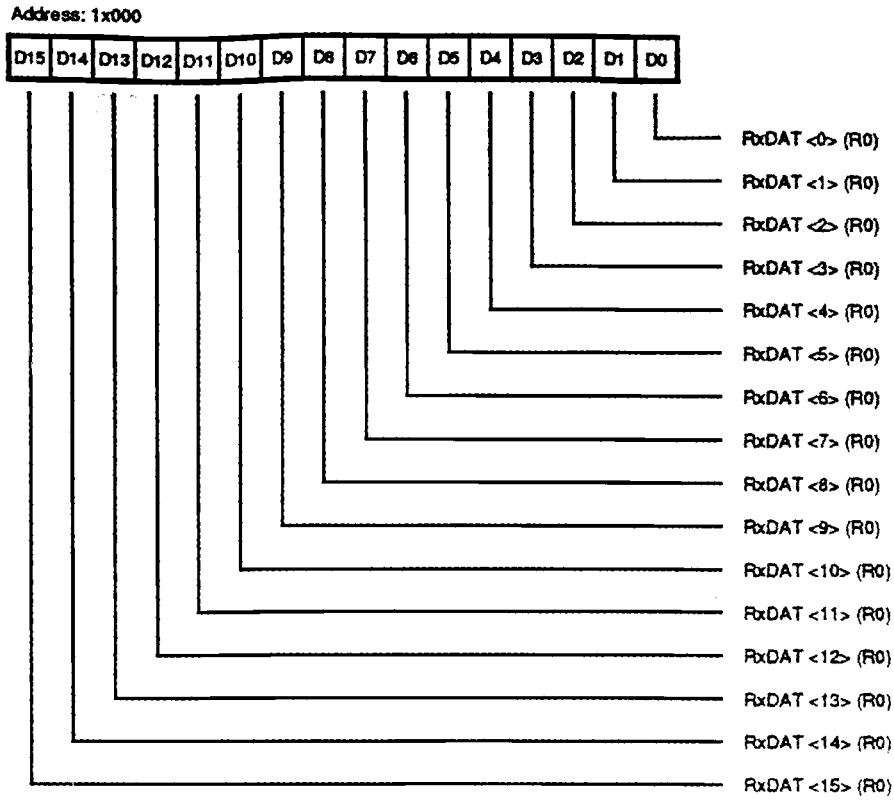 Address: 1x000
D15 D14 D13 D12 D11 D10 D9 D8 D7 D6 D5 D4 D3 D2 D1 D0
RxDAT <0> (R0)
RxDAT <1> (R0)
RxDAT <2> (R0)
RxDAT <3> (R0)
RxDAT <4> (R0)
RxDAT <5> (R0)
RxDAT <6> (R0)
RxDAT <7> (R0)
RxDAT <8> (R0)
RxDAT <9> (R0)
RxDAT <10> (R0)
RxDAT <11> (R0)
RxDAT <12> (R0)
RxDAT <13> (R0)
RxDAT <14> (R0)
RxDAT <15> (R0)